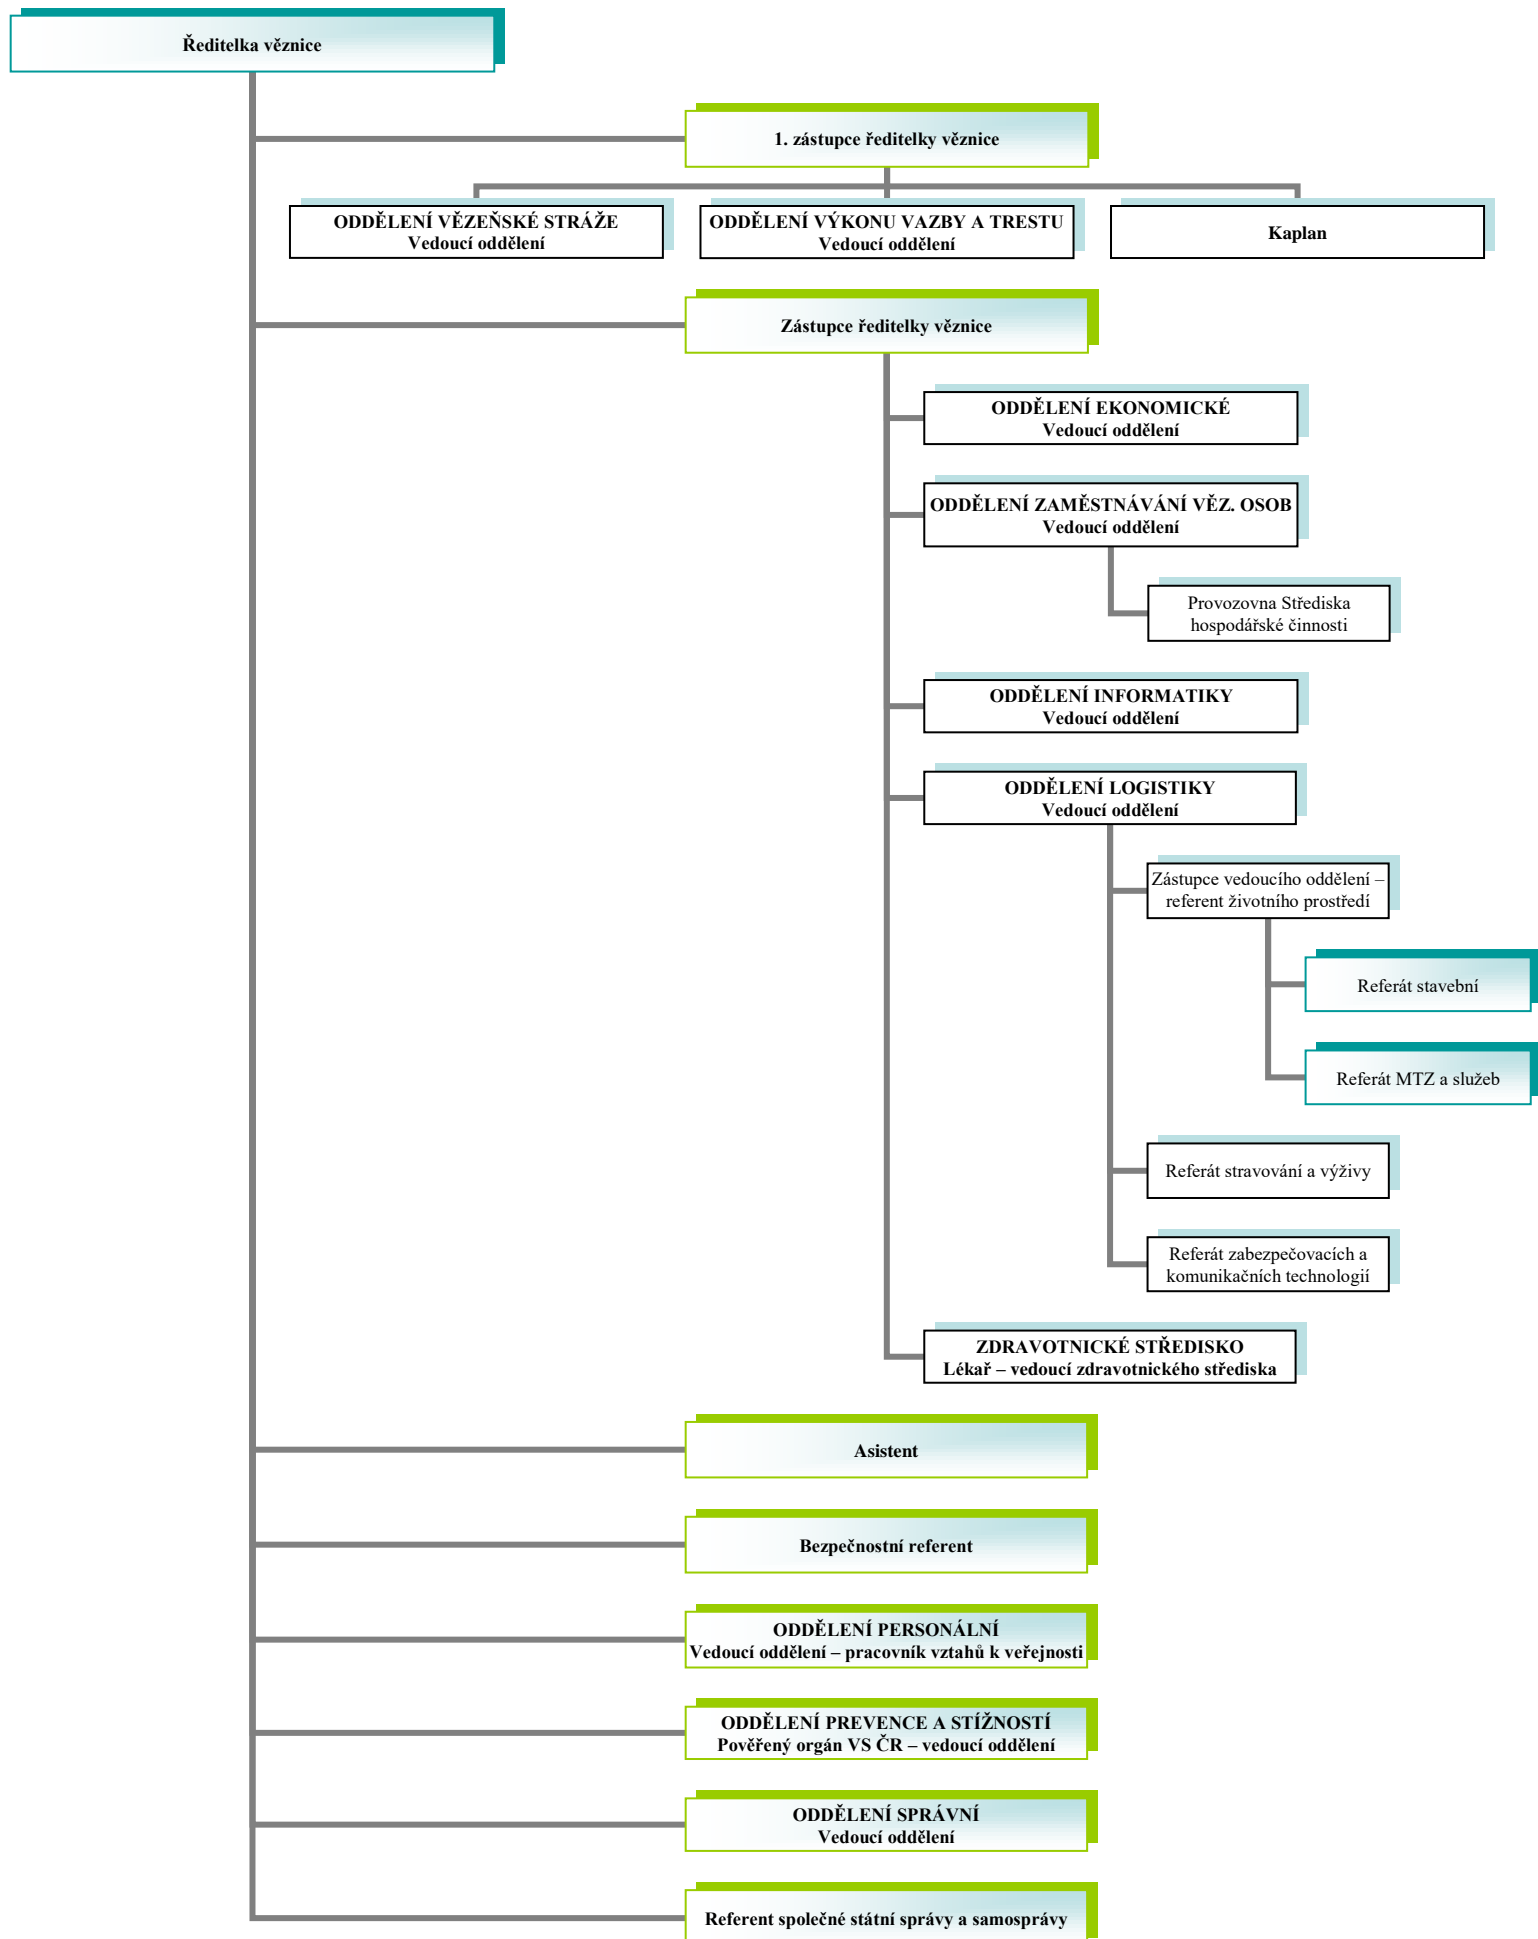 Ředitelka věznice
1. zástupce ředitelky věznice
ODDĚLENÍ VĚZEŇSKÉ STRÁŽE
Vedoucí oddělení
ODDĚLENÍ VÝKONU VAZBY A TRESTU
Vedoucí oddělení
Kaplan
Zástupce ředitelky věznice
ODDĚLENÍ EKONOMICKÉ
Vedoucí oddělení
ODDĚLENÍ ZAMĚSTNÁVÁNÍ VĚZ. OSOB
Vedoucí oddělení
Provozovna Střediska
hospodářské činnosti
ODDĚLENÍ INFORMATIKY
Vedoucí oddělení
ODDĚLENÍ LOGISTIKY
Vedoucí oddělení
Zástupce vedoucího oddělení –
referent životního prostředí
Referát stavební
Referát MTZ a služeb
Referát stravování a výživy
Referát zabezpečovacích a
komunikačních technologií
ZDRAVOTNICKÉ STŘEDISKO
Lékař – vedoucí zdravotnického střediska
Asistent
Bezpečnostní referent
ODDĚLENÍ PERSONÁLNÍ
Vedoucí oddělení – pracovník vztahů k veřejnosti
ODDĚLENÍ PREVENCE A STÍŽNOSTÍ
Pověřený orgán VS ČR – vedoucí oddělení
ODDĚLENÍ SPRÁVNÍ
Vedoucí oddělení
Referent společné státní správy a samosprávy